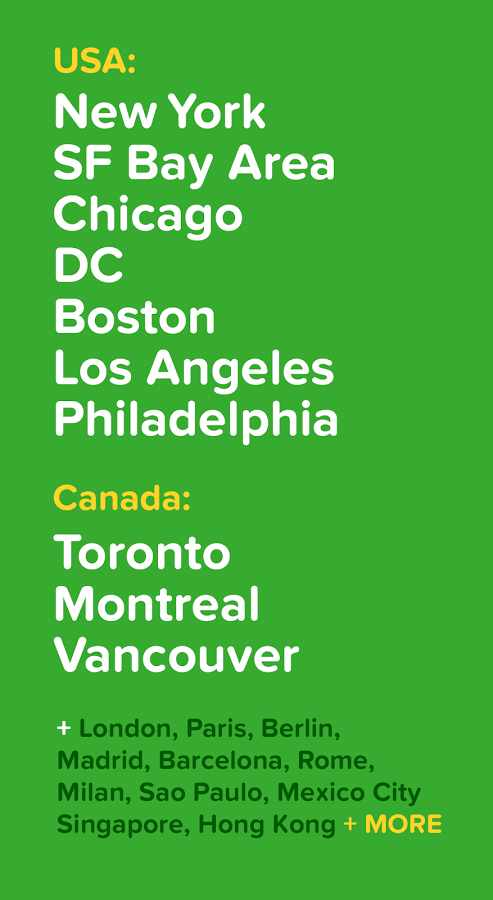 USA:
New York
SF Bay Area
Chicago
DC
Boston
Los Angeles
Philadelphia
Canada:
Toronto
Montreal
Vancouver
+ London, Paris, Berlin,
Madrid, Barcelona, Rome,
Milan, Sao Paulo, Mexico City
Singapore, Hong Kong + MORE